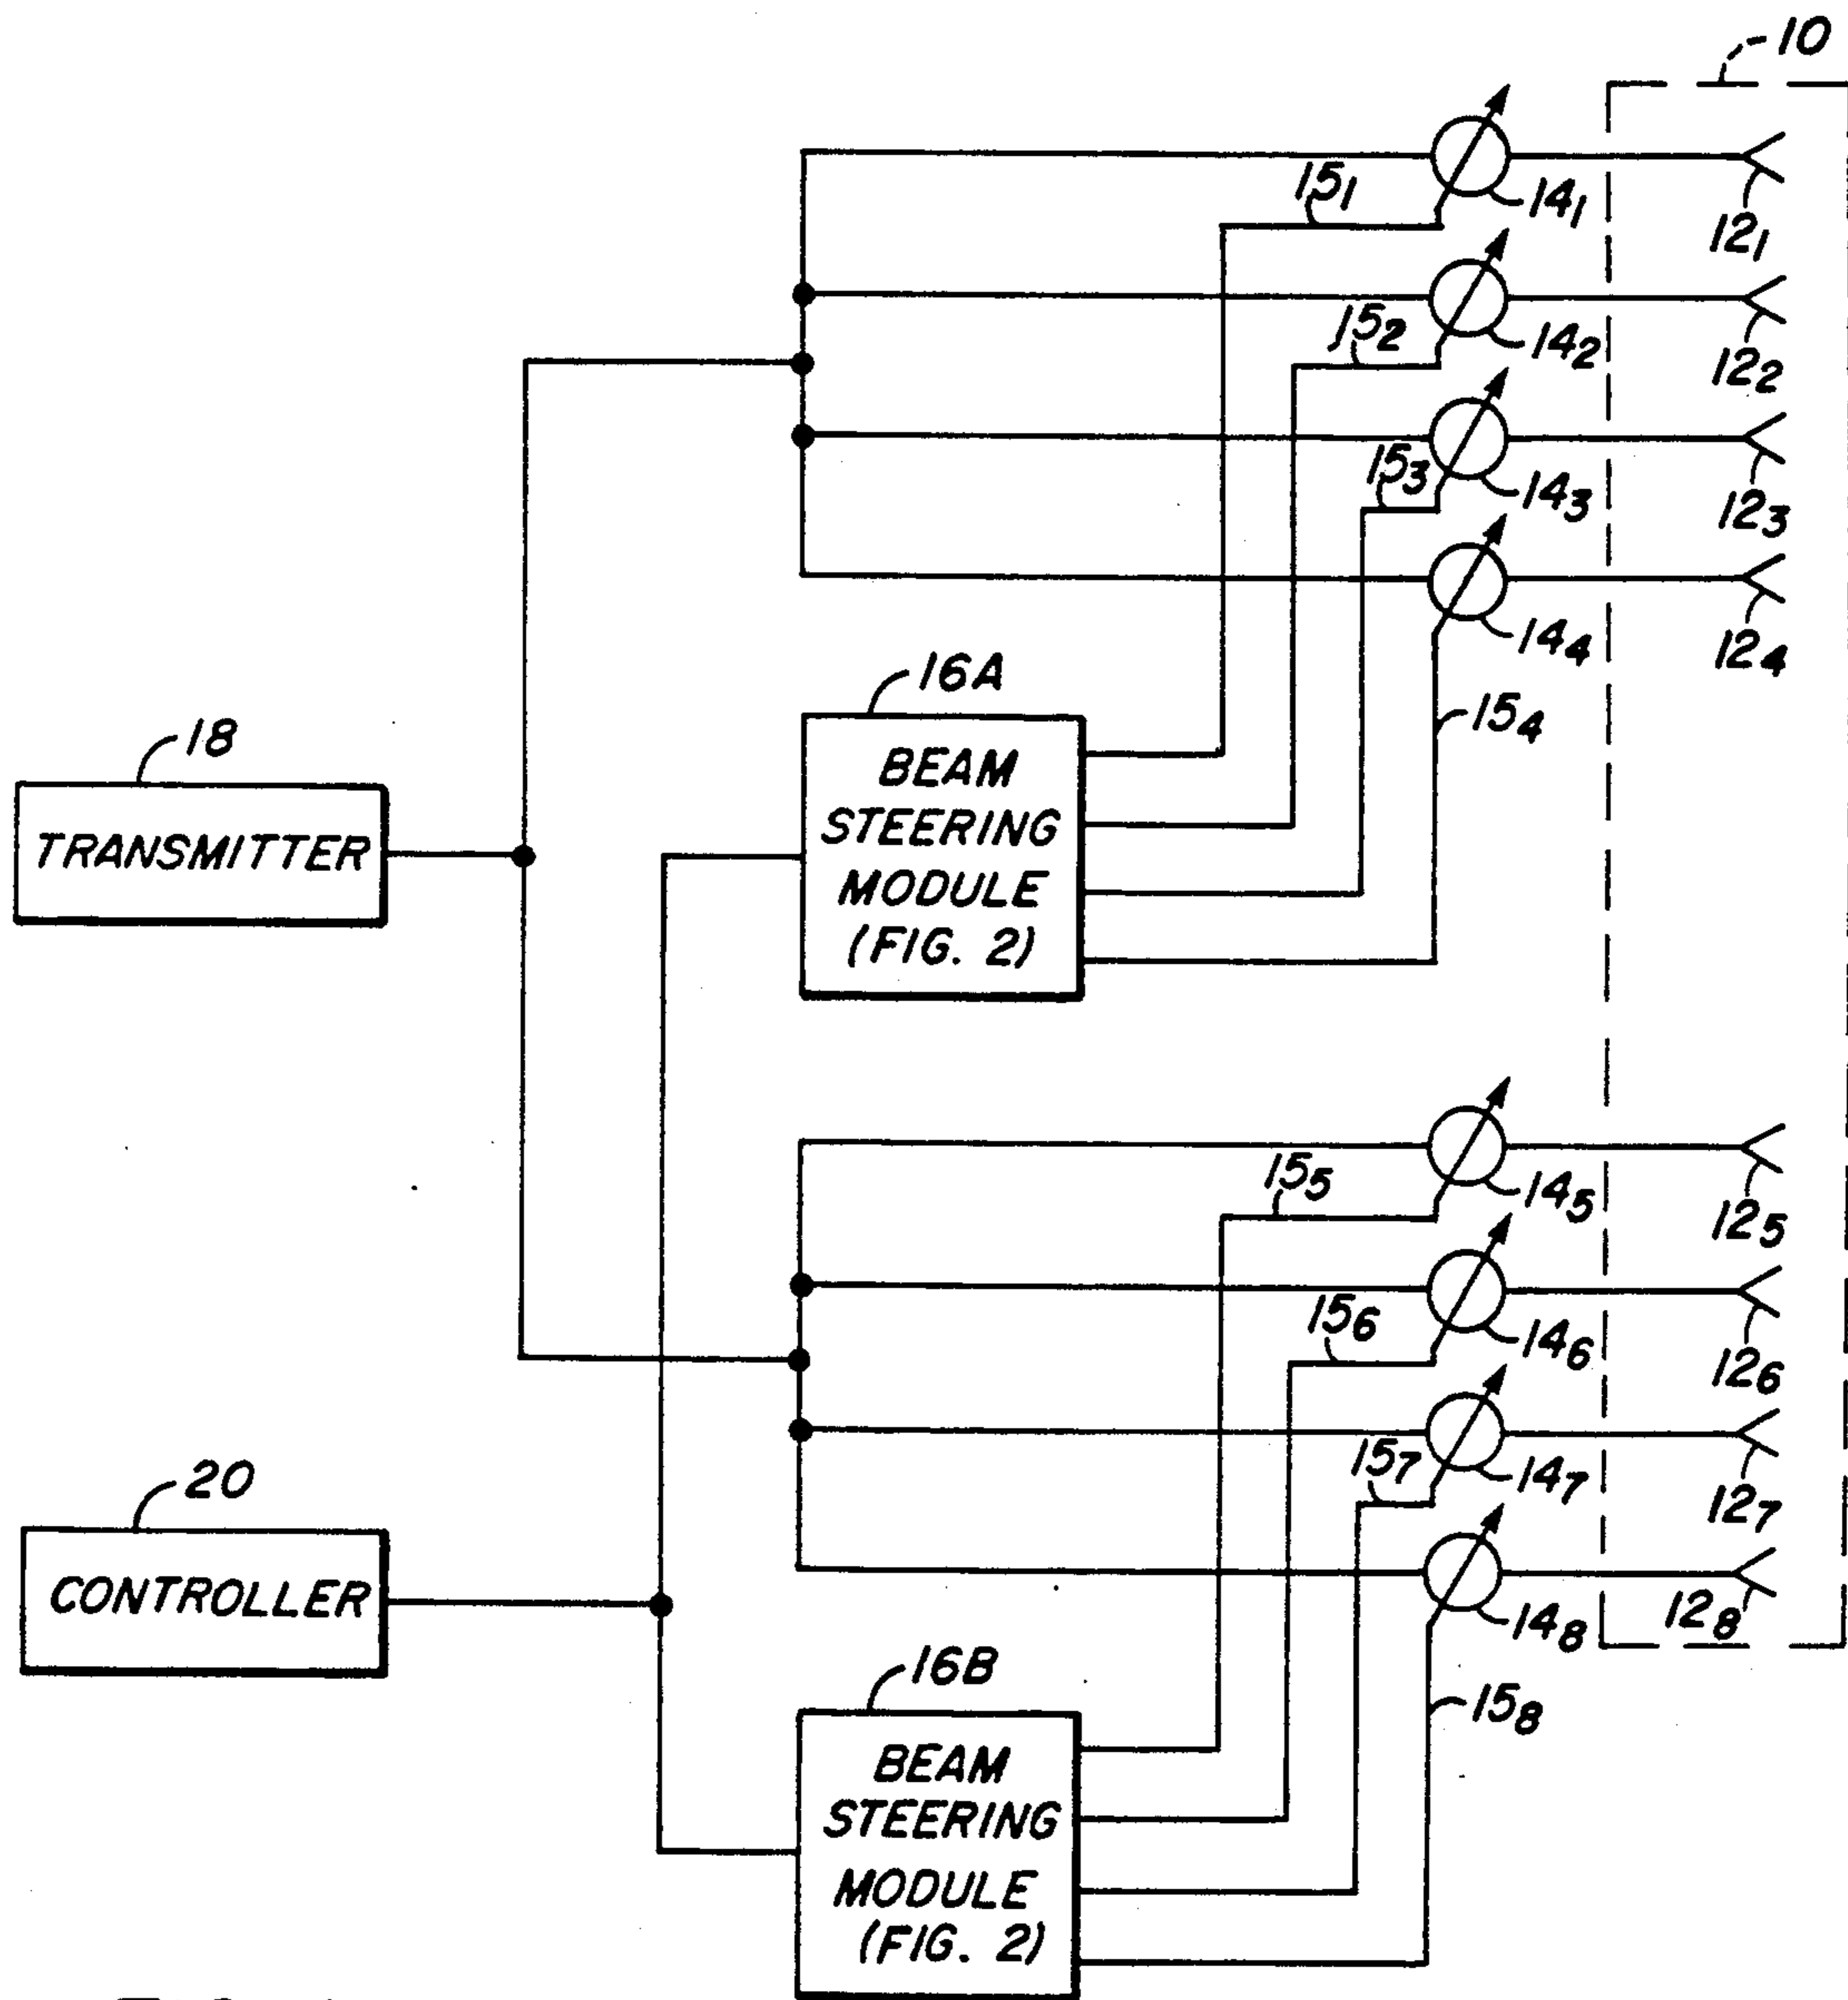 10
15₁
14₁
12₁
15₂
14₂
12₂
15₃
14₃
12₃
14₄
12₄
16A
15₄
18
TRANSMITTER
BEAM
STEERING
MODULE
(FIG. 2)
15₅
14₅
12₅
15₆
14₆
12₆
15₇
14₇
12₇
20
CONTROLLER
14₈
12₈
16B
15₈
BEAM
STEERING
MODULE
(FIG. 2)